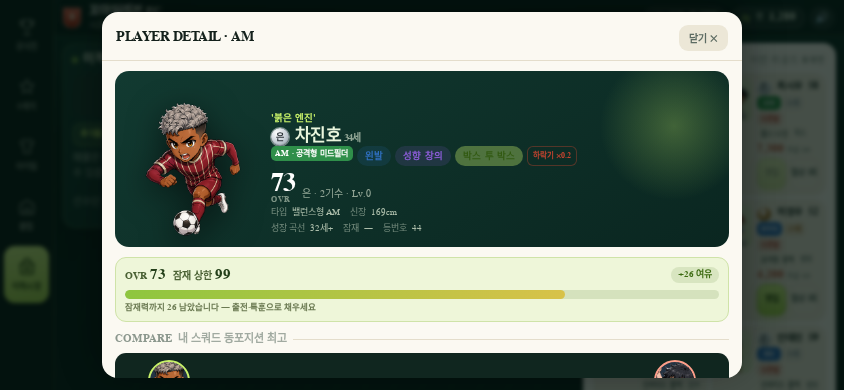 PLAYER DETAIL · AM
닫기 ×
'붉은 엔진'
은 차진호 34세
AM · 공격형 미드필더 왼발 성향 창의 박스 투 박스 하락기 ×0.2
73 은 · 2기수 · Lv.0
OVR
타입 밸런스형 AM 신장 169cm
성장 곡선 32세+ 잠재 — 등번호 44
OVR 73 잠재 상한 99 +26 여유
잠재력까지 26 남았습니다 — 출전·특훈으로 채우세요
COMPARE 내 스쿼드 동포지션 최고